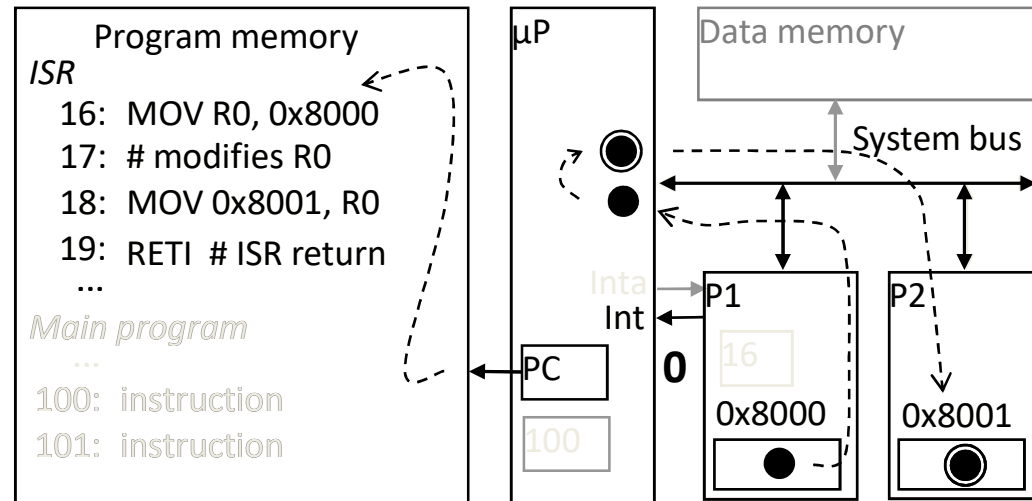 Program memory
ISR
16: MOV R0, 0x8000
17: # modifies R0
18: MOV 0x8001, R0
19: RETI # ISR return
...
Main program
...
100: instruction
101: instruction
μP
Inta
Int
PC
100
Data memory
System bus
P1
16
0
0x8000
P2
0x8001